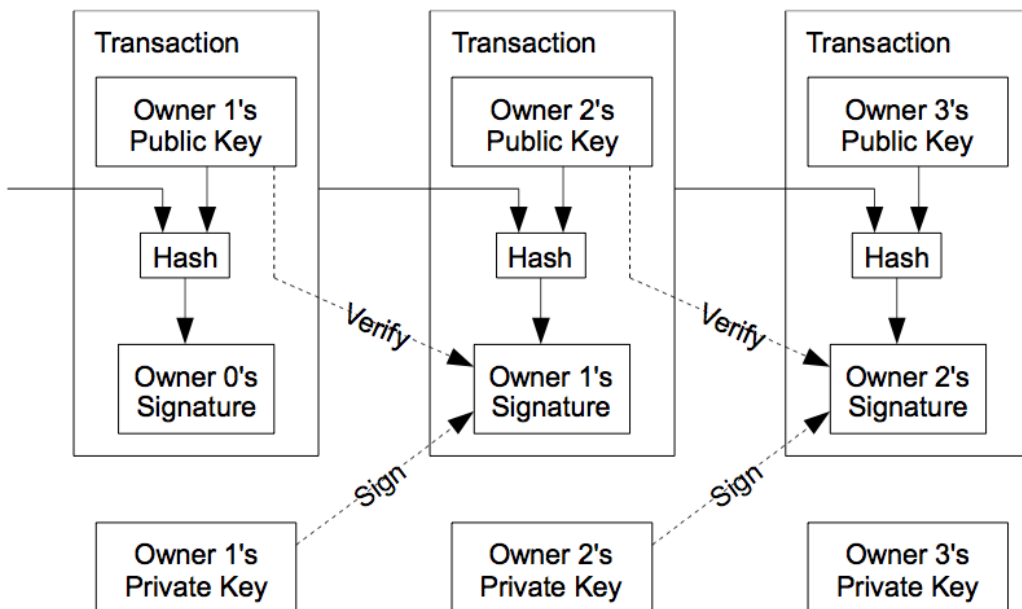 Transaction
Owner 1's
Public Key
Hash
Owner 0's
Signature
Transaction
Owner 2's
Public Key
Hash
Verify
Owner 1's
Signature
Sign
Transaction
Owner 3's
Public Key
Hash
Verify
Owner 2's
Signature
Sign
Owner 1's
Private Key
Owner 2's
Private Key
Owner 3's
Private Key